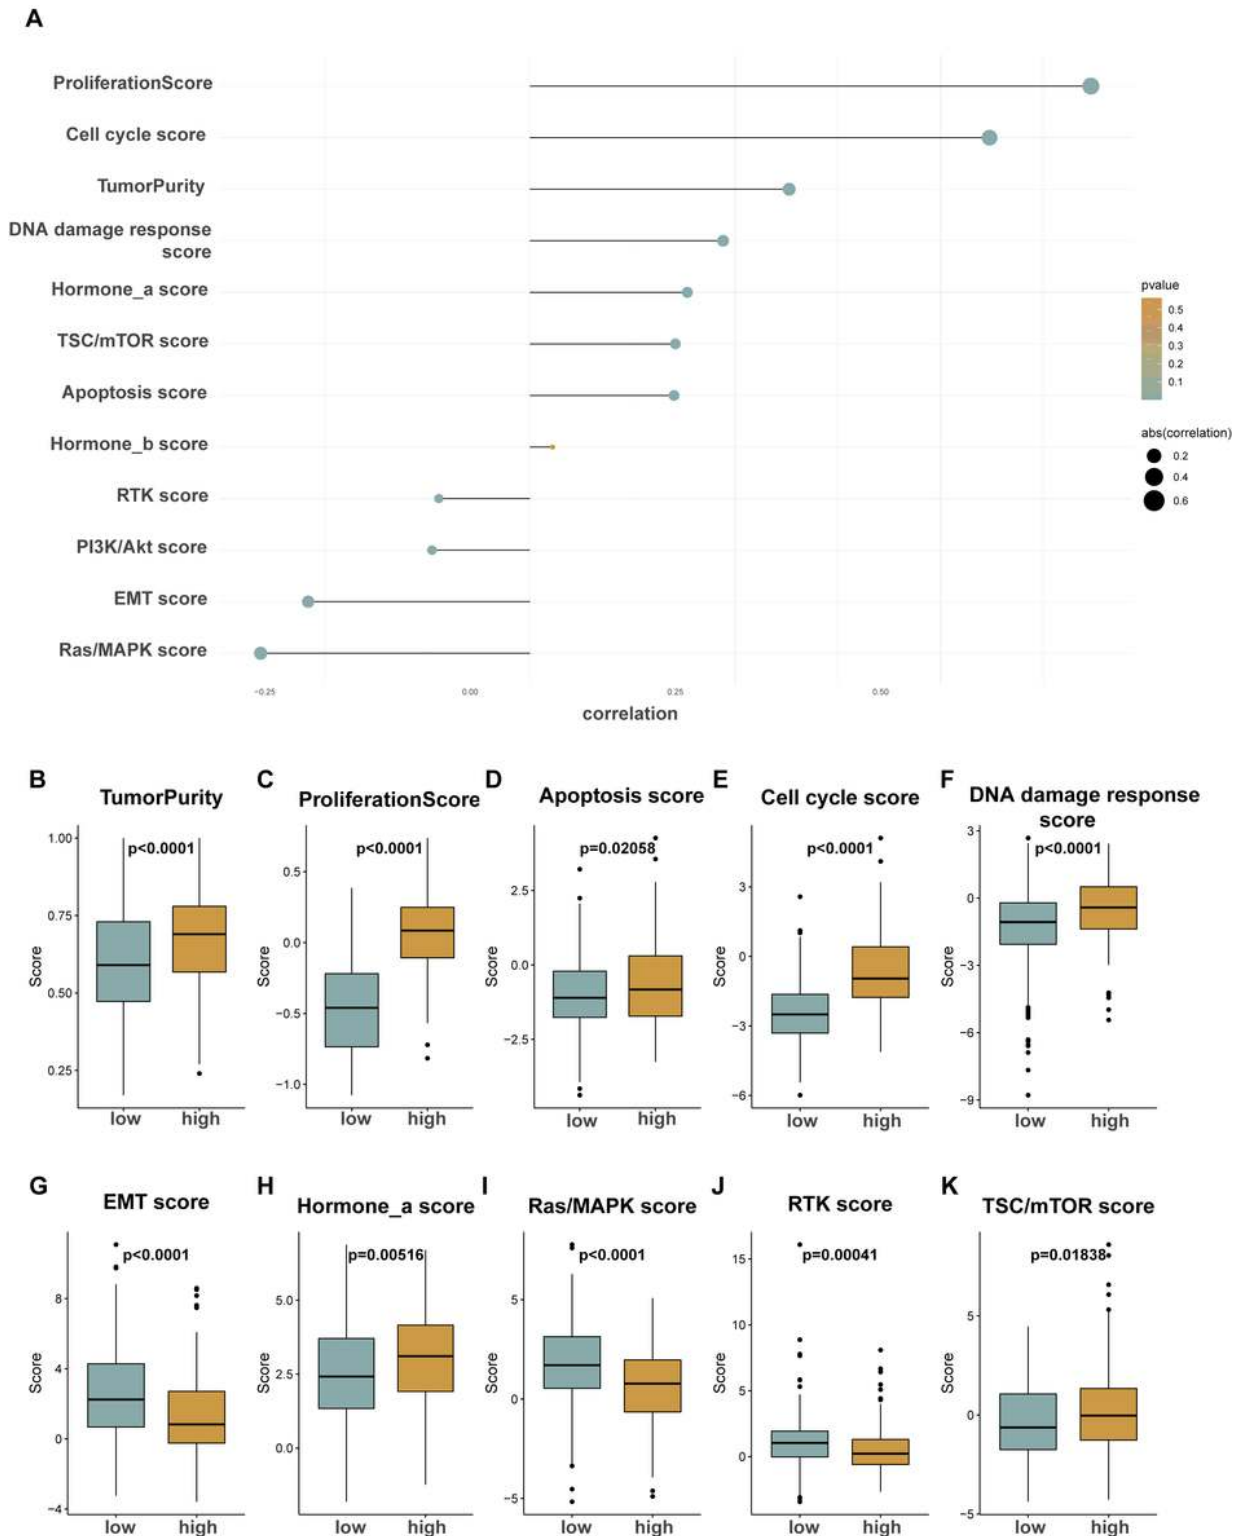 A
ProliferationScore
Cell cycle score
TumorPurity
DNA damage response
score
Hormone_a score
TSC/mTOR score
Apoptosis score
Hormone_b score
RTK score
PI3K/Akt score
EMT score
Ras/MAPK score
−0.25 0.00 0.25 0.50
correlation
pvalue
0.5
0.4
0.3
0.2
0.1
abs(correlation)
0.2
0.4
0.6
B
TumorPurity
p<0.0001
Score
1.00
0.75
0.50
0.25
low high
C
ProliferationScore
p<0.0001
Score
0.5
0.0
−0.5
−1.0
low high
D
Apoptosis score
p=0.02058
Score
2.5
0.0
−2.5
low high
E
Cell cycle score
p<0.0001
Score
3
0
−3
−6
low high
F
DNA damage response
score
p<0.0001
Score
3
0
−3
−6
−9
low high
G
EMT score
p<0.0001
Score
8
4
0
−4
low high
H
Hormone_a score
p=0.00516
Score
5.0
2.5
0.0
low high
I
Ras/MAPK score
p<0.0001
Score
5
0
−5
low high
J
RTK score
p=0.00041
Score
15
10
5
0
low high
K
TSC/mTOR score
p=0.01838
Score
5
0
−5
low high